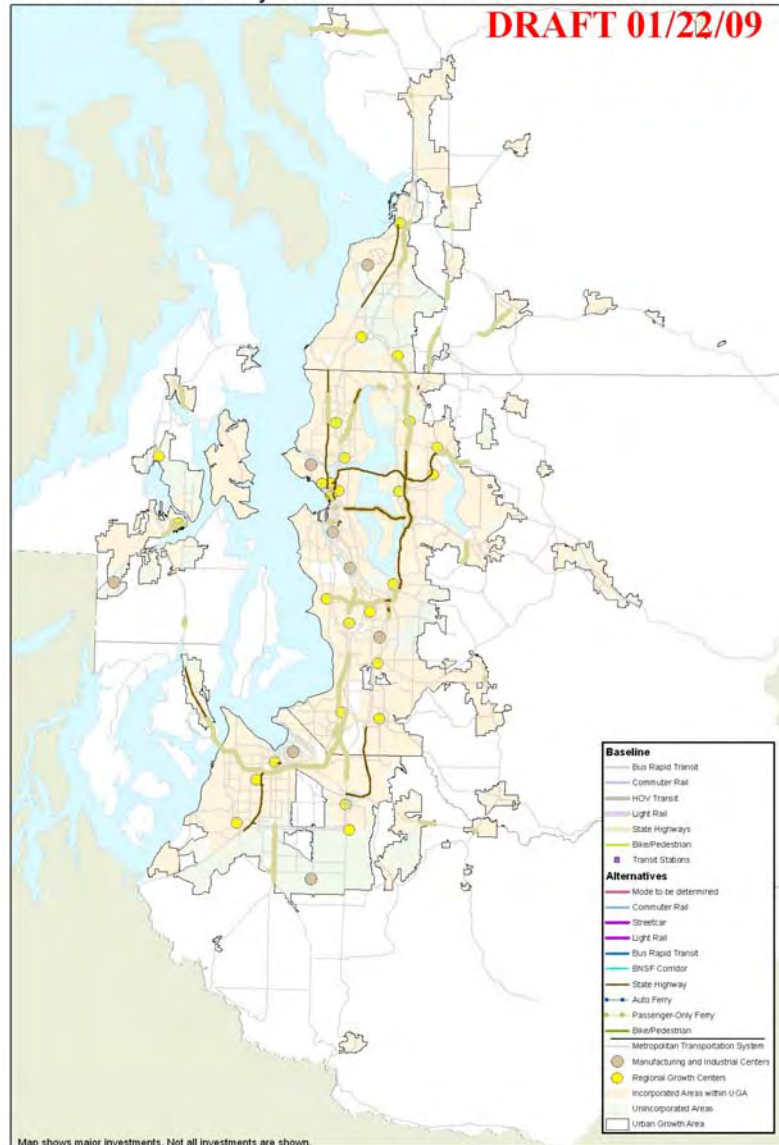 DRAFT 01/22/09
Baseline
Bus Rapid Transit
Commuter Rail
HOV Transit
Light Rail
State Highways
Bike/Pedestrian
Transit Stations
Alternatives
Mode to be determined
Commuter Rail
Streetcar
Light Rail
Bus Rapid Transit
BNSF Corridor
State Highway
Auto Ferry
Passenger-Only Ferry
Bike/Pedestrian
Metropolitan Transportation System
Manufacturing and Industrial Centers
Regional Growth Centers
Incorporated Areas within UGA
Unincorporated Areas
Urban Growth Area
Map shows major investments. Not all investments are shown.